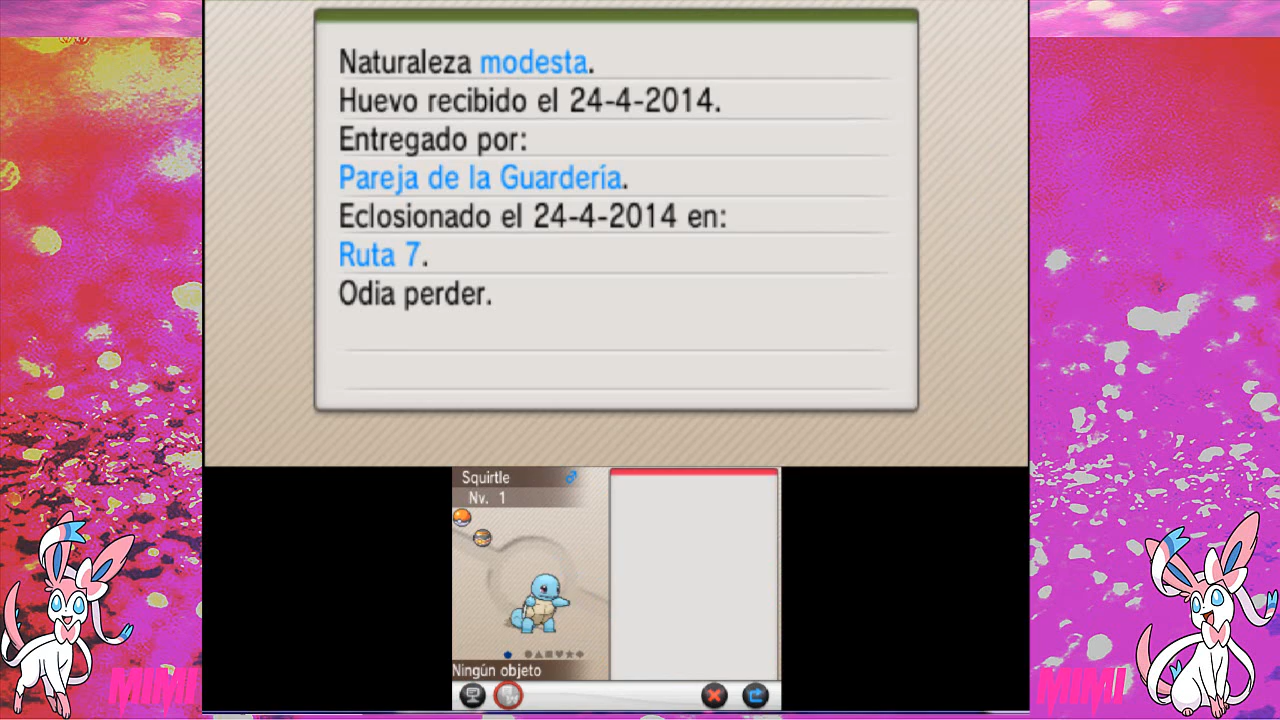 Naturaleza modesta.
Huevo recibido el 24-4-2014.
Entregado por:
Pareja de la Guardería.
Eclosionado el 24-4-2014 en:
Ruta 7.
Odia perder.
Squirtle ♂
Nv. 1
Ningún objeto
MIMI
MIMI